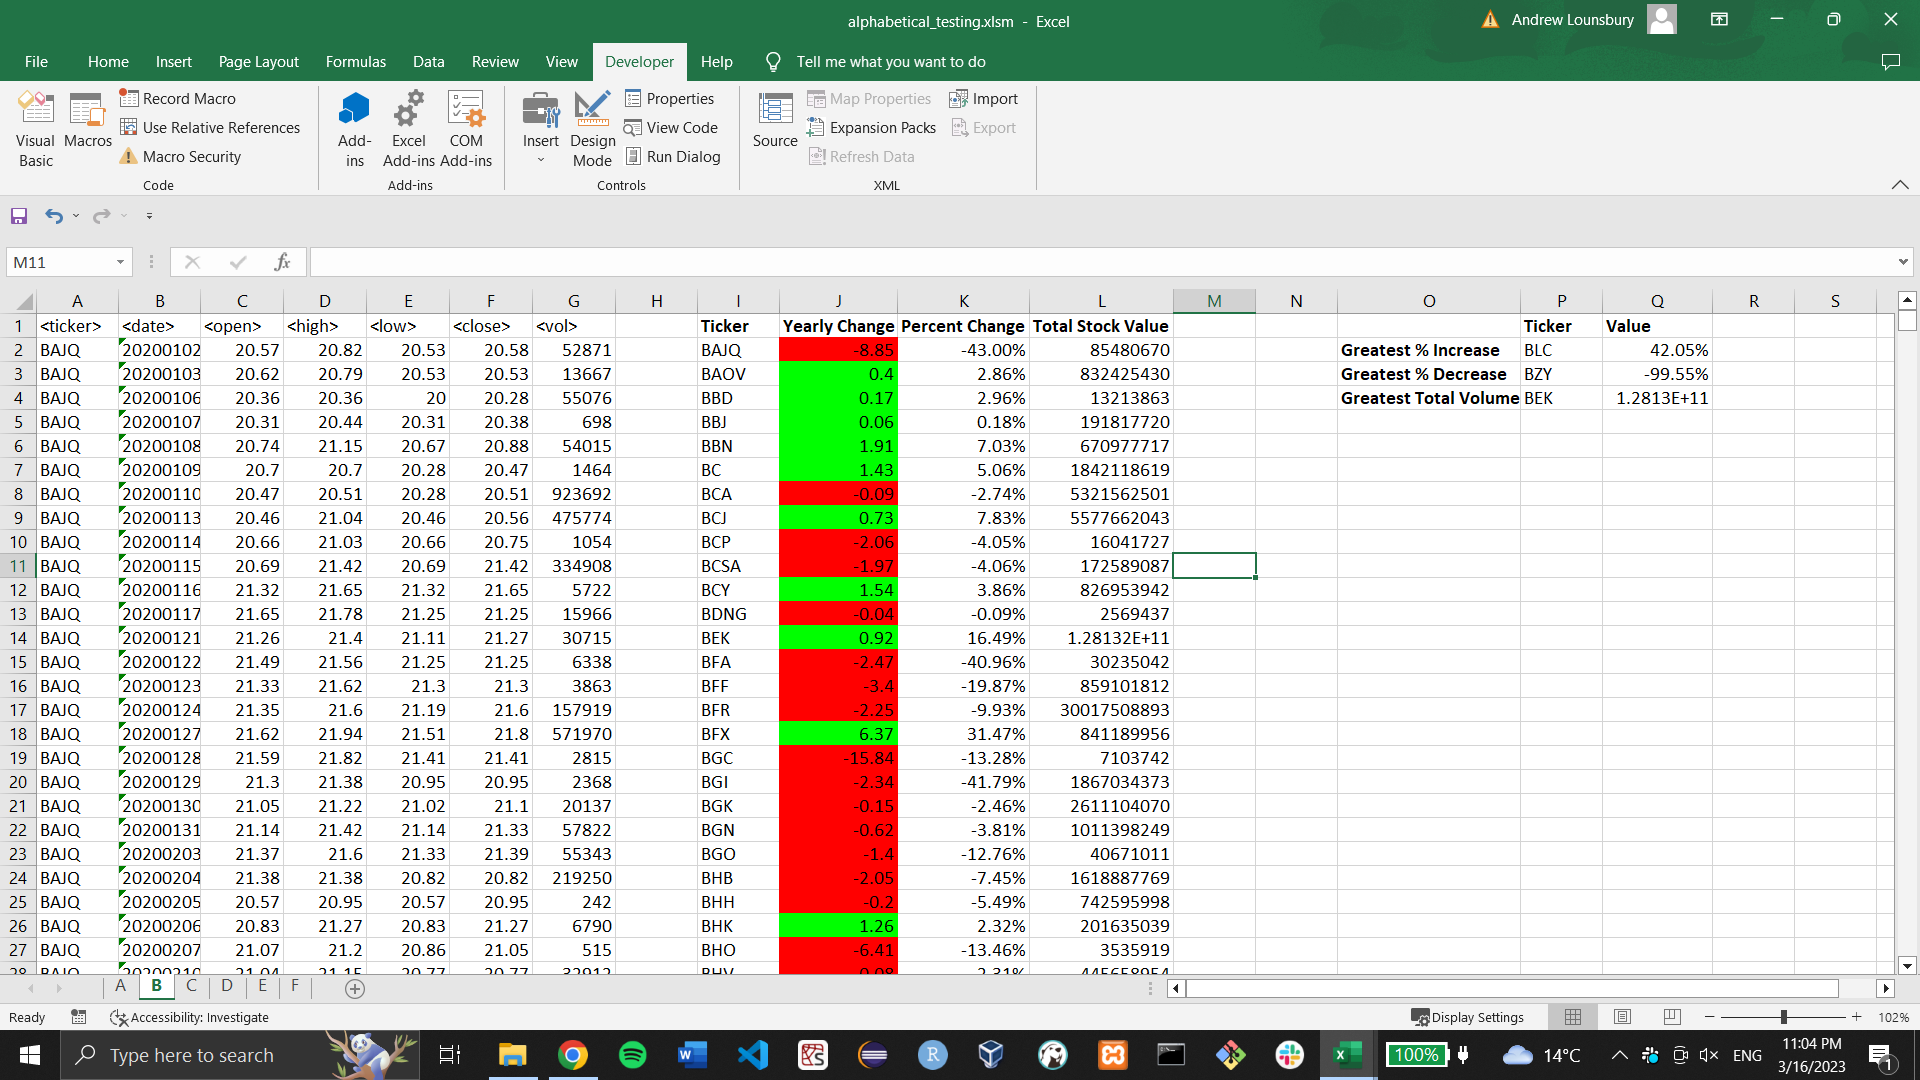 alphabetical_testing.xlsm - Excel
Andrew Lounsbury
File Home Insert Page Layout Formulas Data Review View Developer Help Tell me what you want to do
Visual Basic
Macros
Record Macro
Use Relative References
Macro Security
Code
Add-ins
Excel Add-ins
COM Add-ins
Add-ins
Insert
Design Mode
Properties
View Code
Run Dialog
Controls
Source
Map Properties
Expansion Packs
Refresh Data
Import
Export
XML
M11
fx
A B C D E F G H I J K L M N O P Q R S
1 <ticker> <date> <open> <high> <low> <close> <vol> Ticker Yearly Change Percent Change Total Stock Value Ticker Value
2 BAJQ 20200102 20.57 20.82 20.53 20.58 52871 BAJQ -8.85 -43.00% 85480670 Greatest % Increase BLC 42.05%
3 BAJQ 20200103 20.62 20.79 20.53 20.53 13667 BAOV 0.4 2.86% 832425430 Greatest % Decrease BZY -99.55%
4 BAJQ 20200106 20.36 20.36 20 20.28 55076 BBD 0.17 2.96% 13213863 Greatest Total Volume BEK 1.2813E+11
5 BAJQ 20200107 20.31 20.44 20.31 20.38 698 BBJ 0.06 0.18% 191817720
6 BAJQ 20200108 20.74 21.15 20.67 20.88 54015 BBN 1.91 7.03% 670977717
7 BAJQ 20200109 20.7 20.7 20.28 20.47 1464 BC 1.43 5.06% 1842118619
8 BAJQ 20200110 20.47 20.51 20.28 20.51 923692 BCA -0.09 -2.74% 5321562501
9 BAJQ 20200113 20.46 21.04 20.46 20.56 475774 BCJ 0.73 7.83% 5577662043
10 BAJQ 20200114 20.66 21.03 20.66 20.75 1054 BCP -2.06 -4.05% 16041727
11 BAJQ 20200115 20.69 21.42 20.69 21.42 334908 BCSA -1.97 -4.06% 172589087
12 BAJQ 20200116 21.32 21.65 21.32 21.65 5722 BCY 1.54 3.86% 826953942
13 BAJQ 20200117 21.65 21.78 21.25 21.25 15966 BDNG -0.04 -0.09% 2569437
14 BAJQ 20200121 21.26 21.4 21.11 21.27 30715 BEK 0.92 16.49% 1.28132E+11
15 BAJQ 20200122 21.49 21.56 21.25 21.25 6338 BFA -2.47 -40.96% 30235042
16 BAJQ 20200123 21.33 21.62 21.3 21.3 3863 BFF -3.4 -19.87% 859101812
17 BAJQ 20200124 21.35 21.6 21.19 21.6 157919 BFR -2.25 -9.93% 30017508893
18 BAJQ 20200127 21.62 21.94 21.51 21.8 571970 BFX 6.37 31.47% 841189956
19 BAJQ 20200128 21.59 21.82 21.41 21.41 2815 BGC -15.84 -13.28% 7103742
20 BAJQ 20200129 21.3 21.38 20.95 20.95 2368 BGI -2.34 -41.79% 1867034373
21 BAJQ 20200130 21.05 21.22 21.02 21.1 20137 BGK -0.15 -2.46% 2611104070
22 BAJQ 20200131 21.14 21.42 21.14 21.33 57822 BGN -0.62 -3.81% 1011398249
23 BAJQ 20200203 21.37 21.6 21.33 21.39 55343 BGO -1.4 -12.76% 40671011
24 BAJQ 20200204 21.38 21.38 20.82 20.82 219250 BHB -2.05 -7.45% 1618887769
25 BAJQ 20200205 20.57 20.95 20.57 20.95 242 BHH -0.2 -5.49% 742595998
26 BAJQ 20200206 20.83 21.27 20.83 21.27 6790 BHK 1.26 2.32% 201635039
27 BAJQ 20200207 21.07 21.2 20.86 21.05 515 BHO -6.41 -13.46% 3535919
A B C D E F
Ready Accessibility: Investigate Display Settings 102%
Type here to search
100% 14°C ENG
11:04 PM
3/16/2023
1